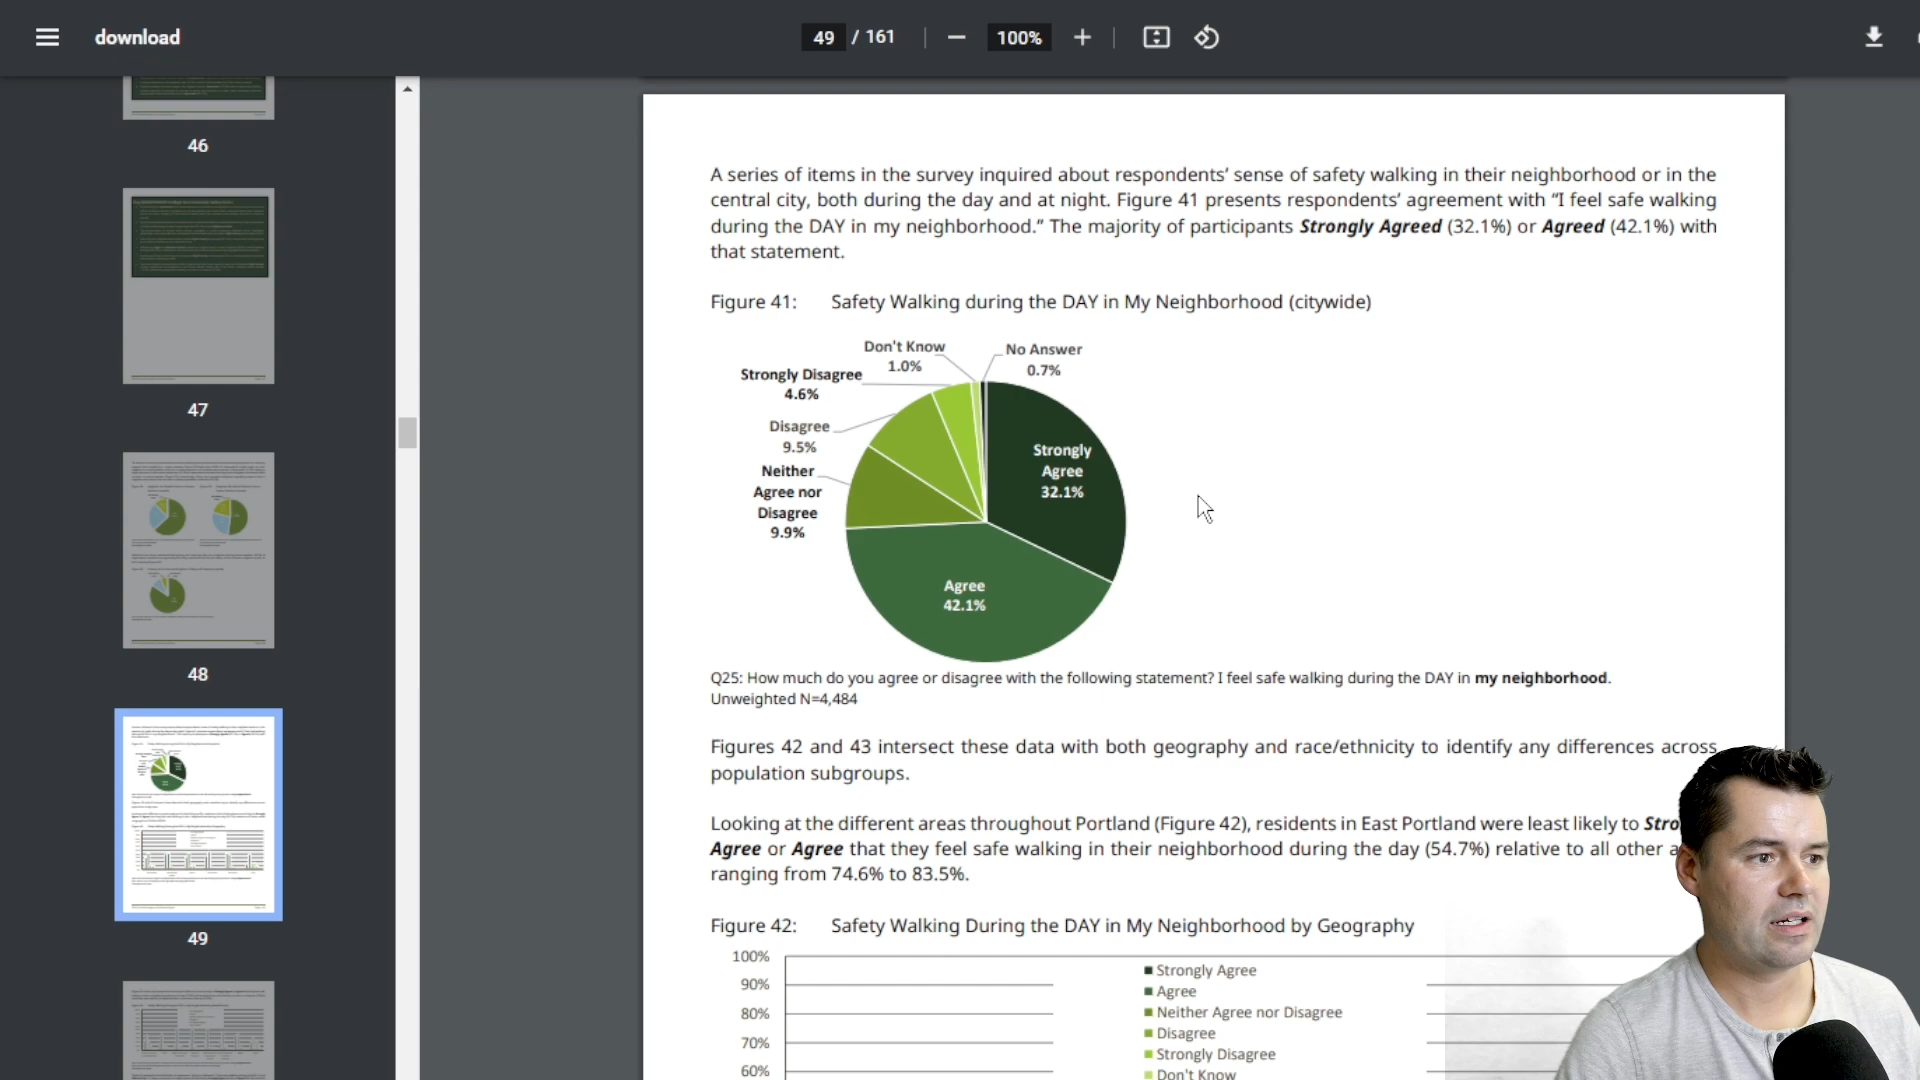 download
49 / 161
100%
46
47
48
49
A series of items in the survey inquired about respondents’ sense of safety walking in their neighborhood or in the
central city, both during the day and at night. Figure 41 presents respondents’ agreement with “I feel safe walking
during the DAY in my neighborhood.” The majority of participants Strongly Agreed (32.1%) or Agreed (42.1%) with
that statement.
Figure 41: Safety Walking during the DAY in My Neighborhood (citywide)
Don't Know
1.0%
No Answer
0.7%
Strongly Disagree
4.6%
Disagree
9.5%
Neither
Agree nor
Disagree
9.9%
Strongly
Agree
32.1%
Agree
42.1%
Q25: How much do you agree or disagree with the following statement? I feel safe walking during the DAY in my neighborhood.
Unweighted N=4,484
Figures 42 and 43 intersect these data with both geography and race/ethnicity to identify any differences across
population subgroups.
Looking at the different areas throughout Portland (Figure 42), residents in East Portland were least likely to Stro
Agree or Agree that they feel safe walking in their neighborhood during the day (54.7%) relative to all other a
ranging from 74.6% to 83.5%.
Figure 42: Safety Walking During the DAY in My Neighborhood by Geography
100%
90%
80%
70%
60%
Strongly Agree
Agree
Neither Agree nor Disagree
Disagree
Strongly Disagree
Don't Know